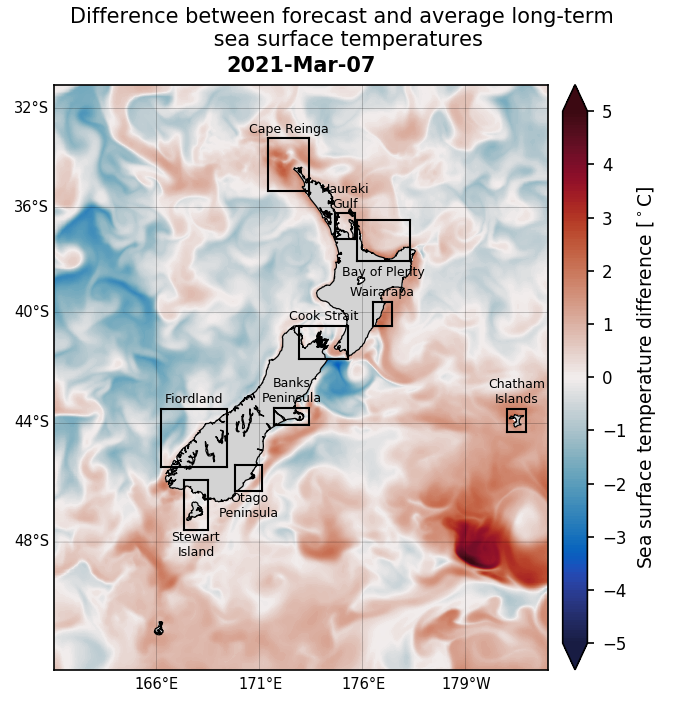 Difference between forecast and average long-term
sea surface temperatures
2021-Mar-07
32°S
36°S
40°S
44°S
48°S
166°E
171°E
176°E
179°W
Cape Reinga
Hauraki
Gulf
Bay of Plenty
Wairarapa
Cook Strait
Banks
Peninsula
Fiordland
Chatham
Islands
Otago
Peninsula
Stewart
Island
5
4
3
2
1
0
−1
−2
−3
−4
−5
Sea surface temperature difference [°C]